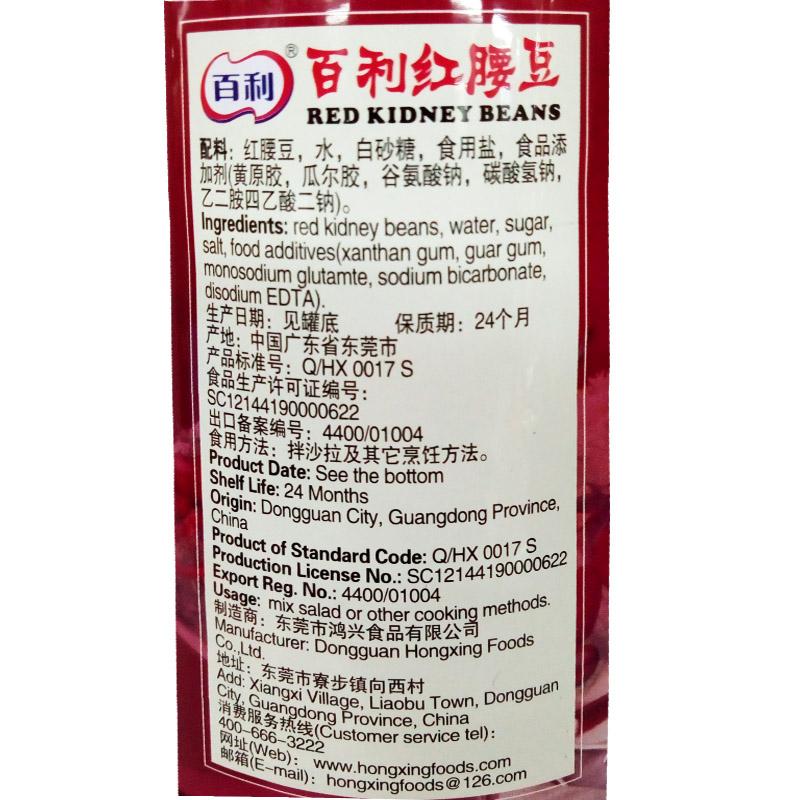 百利 ® 百利红腰豆
RED KIDNEY BEANS
配料：红腰豆，水，白砂糖，食用盐，食品添
加剂(黄原胶，瓜尔胶，谷氨酸钠，碳酸氢钠，
乙二胺四乙酸二钠)。
Ingredients: red kidney beans, water, sugar,
salt, food additives(xanthan gum, guar gum,
monosodium glutamte, sodium bicarbonate,
disodium EDTA).
生产日期：见罐底 保质期：24个月
产地：中国广东省东莞市
产品标准号：Q/HX 0017 S
食品生产许可证编号：
SC12144190000622
出口备案编号：4400/01004
食用方法：拌沙拉及其它烹饪方法。
Product Date: See the bottom
Shelf Life: 24 Months
Origin: Dongguan City, Guangdong Province,
China
Product of Standard Code: Q/HX 0017 S
Production License No.: SC12144190000622
Export Reg. No.: 4400/01004
Usage: mix salad or other cooking methods.
制造商：东莞市鸿兴食品有限公司
Manufacturer: Dongguan Hongxing Foods
Co.,Ltd.
地址：东莞市寮步镇向西村
Add: Xiangxi Village, Liaobu Town, Dongguan
City, Guangdong Province, China
消费服务热线(Customer service tel)：
400-666-3222
网址(Web)：www.hongxingfoods.com
邮箱(E-mail)：hongxingfoods@126.com